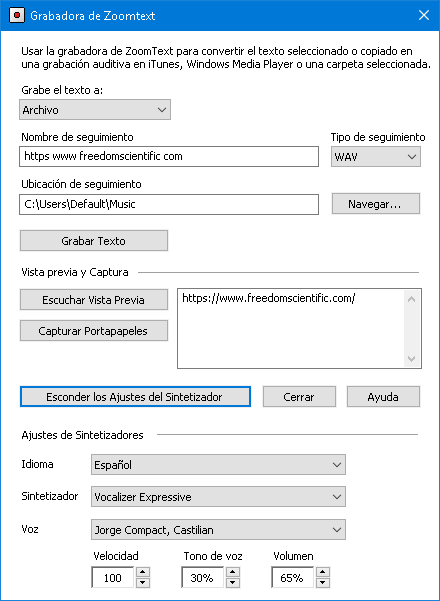 Grabadora de Zoomtext
Usar la grabadora de ZoomText para convertir el texto seleccionado o copiado en
una grabación auditiva en iTunes, Windows Media Player o una carpeta seleccionada.
Grabe el texto a:
Archivo
Nombre de seguimiento Tipo de seguimiento
https www freedomscientific com WAV
Ubicación de seguimiento
C:\Users\Default\Music Navegar...
Grabar Texto
Vista previa y Captura
Escuchar Vista Previa https://www.freedomscientific.com/
Capturar Portapapeles
Esconder los Ajustes del Sintetizador Cerrar Ayuda
Ajustes de Sintetizadores
Idioma Español
Sintetizador Vocalizer Expressive
Voz Jorge Compact, Castilian
Velocidad Tono de voz Volumen
100 30% 65%